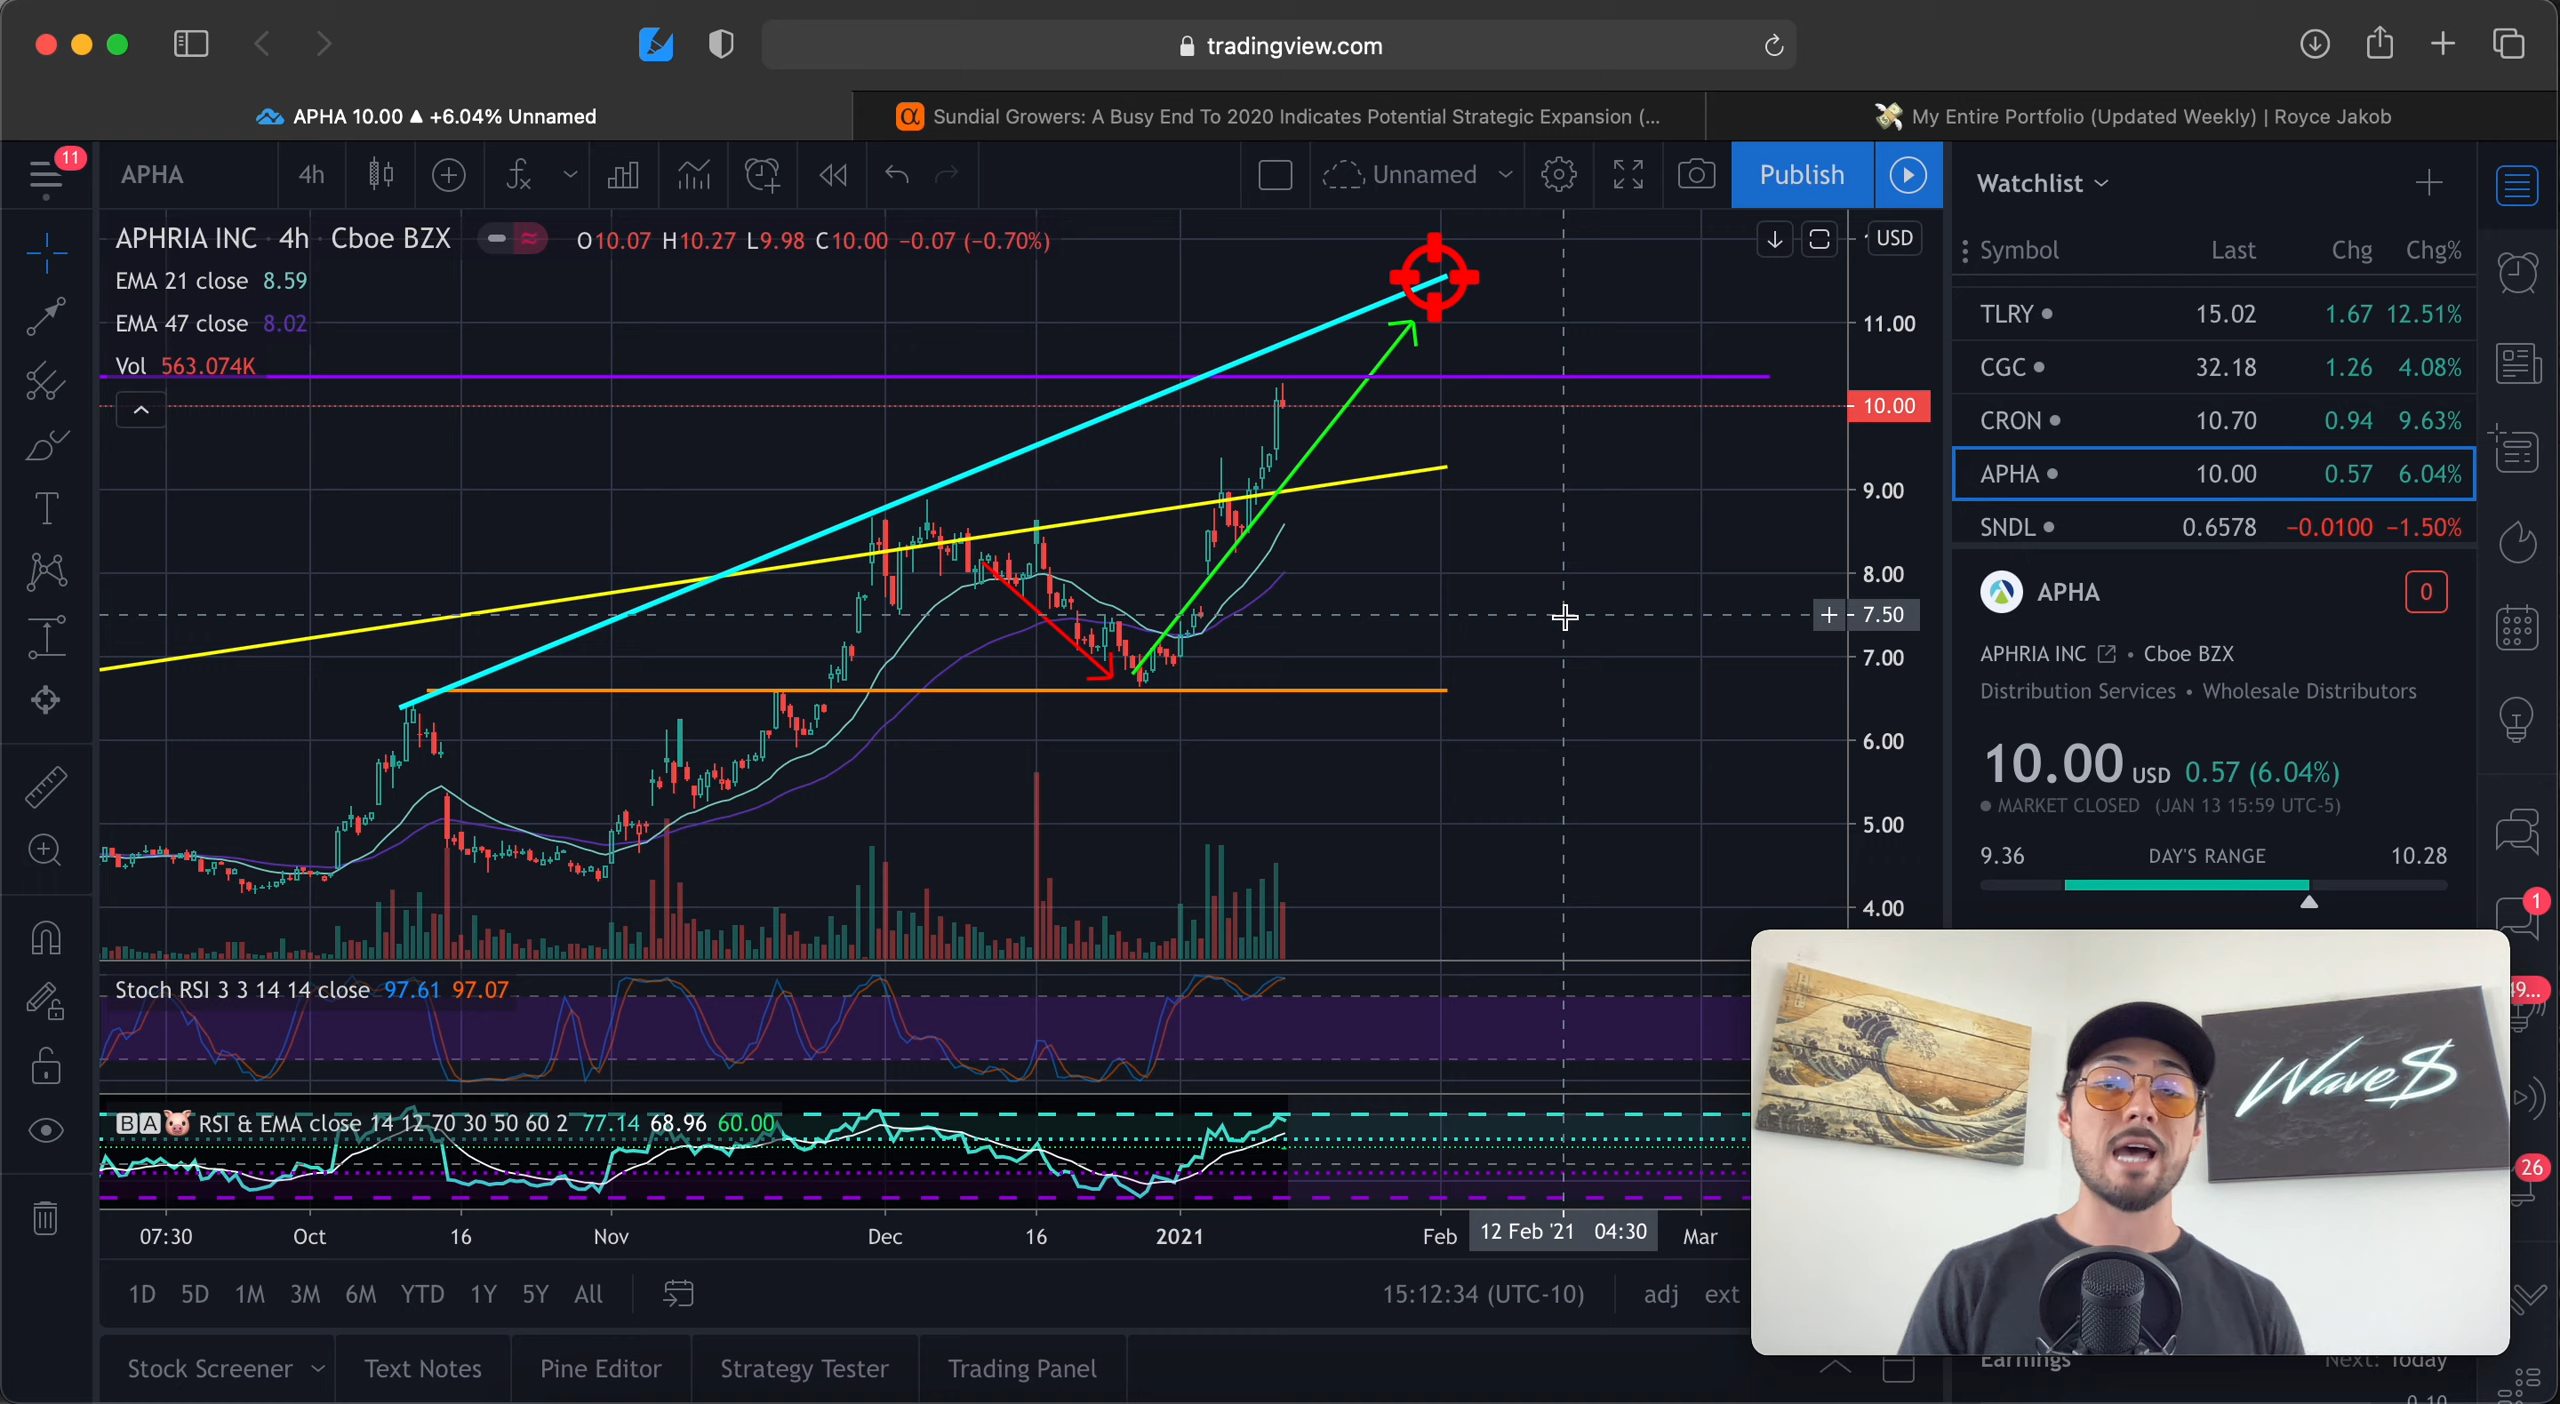 tradingview.com
APHA 10.00 ▲ +6.04% Unnamed
Sundial Growers: A Busy End To 2020 Indicates Potential Strategic Expansion (...
My Entire Portfolio (Updated Weekly) | Royce Jakob
11
APHA 4h Unnamed Publish
Watchlist
APHRIA INC 4h Cboe BZX O10.07 H10.27 L9.98 C10.00 −0.07 (−0.70%)
USD
Symbol Last Chg Chg%
EMA 21 close 8.59
EMA 47 close 8.02
Vol 563.074K
TLRY 15.02 1.67 12.51%
CGC 32.18 1.26 4.08%
CRON 10.70 0.94 9.63%
APHA 10.00 0.57 6.04%
SNDL 0.6578 −0.0100 −1.50%
11.00
10.00
9.00
8.00
7.50
7.00
6.00
5.00
4.00
APHA 0
APHRIA INC • Cboe BZX
Distribution Services • Wholesale Distributors
10.00 USD 0.57 (6.04%)
MARKET CLOSED (JAN 13 15:59 UTC-5)
9.36 DAY'S RANGE 10.28
1
Stoch RSI 3 3 14 14 close 97.61 97.07
BA RSI & EMA close 14 12 70 30 50 60 2 77.14 68.96 60.00
Wave$
26
07:30 Oct 16 Nov Dec 16 2021 Feb 12 Feb '21 04:30 Mar
1D 5D 1M 3M 6M YTD 1Y 5Y All
15:12:34 (UTC-10) adj ext
Stock Screener Text Notes Pine Editor Strategy Tester Trading Panel
Earnings Next: Today